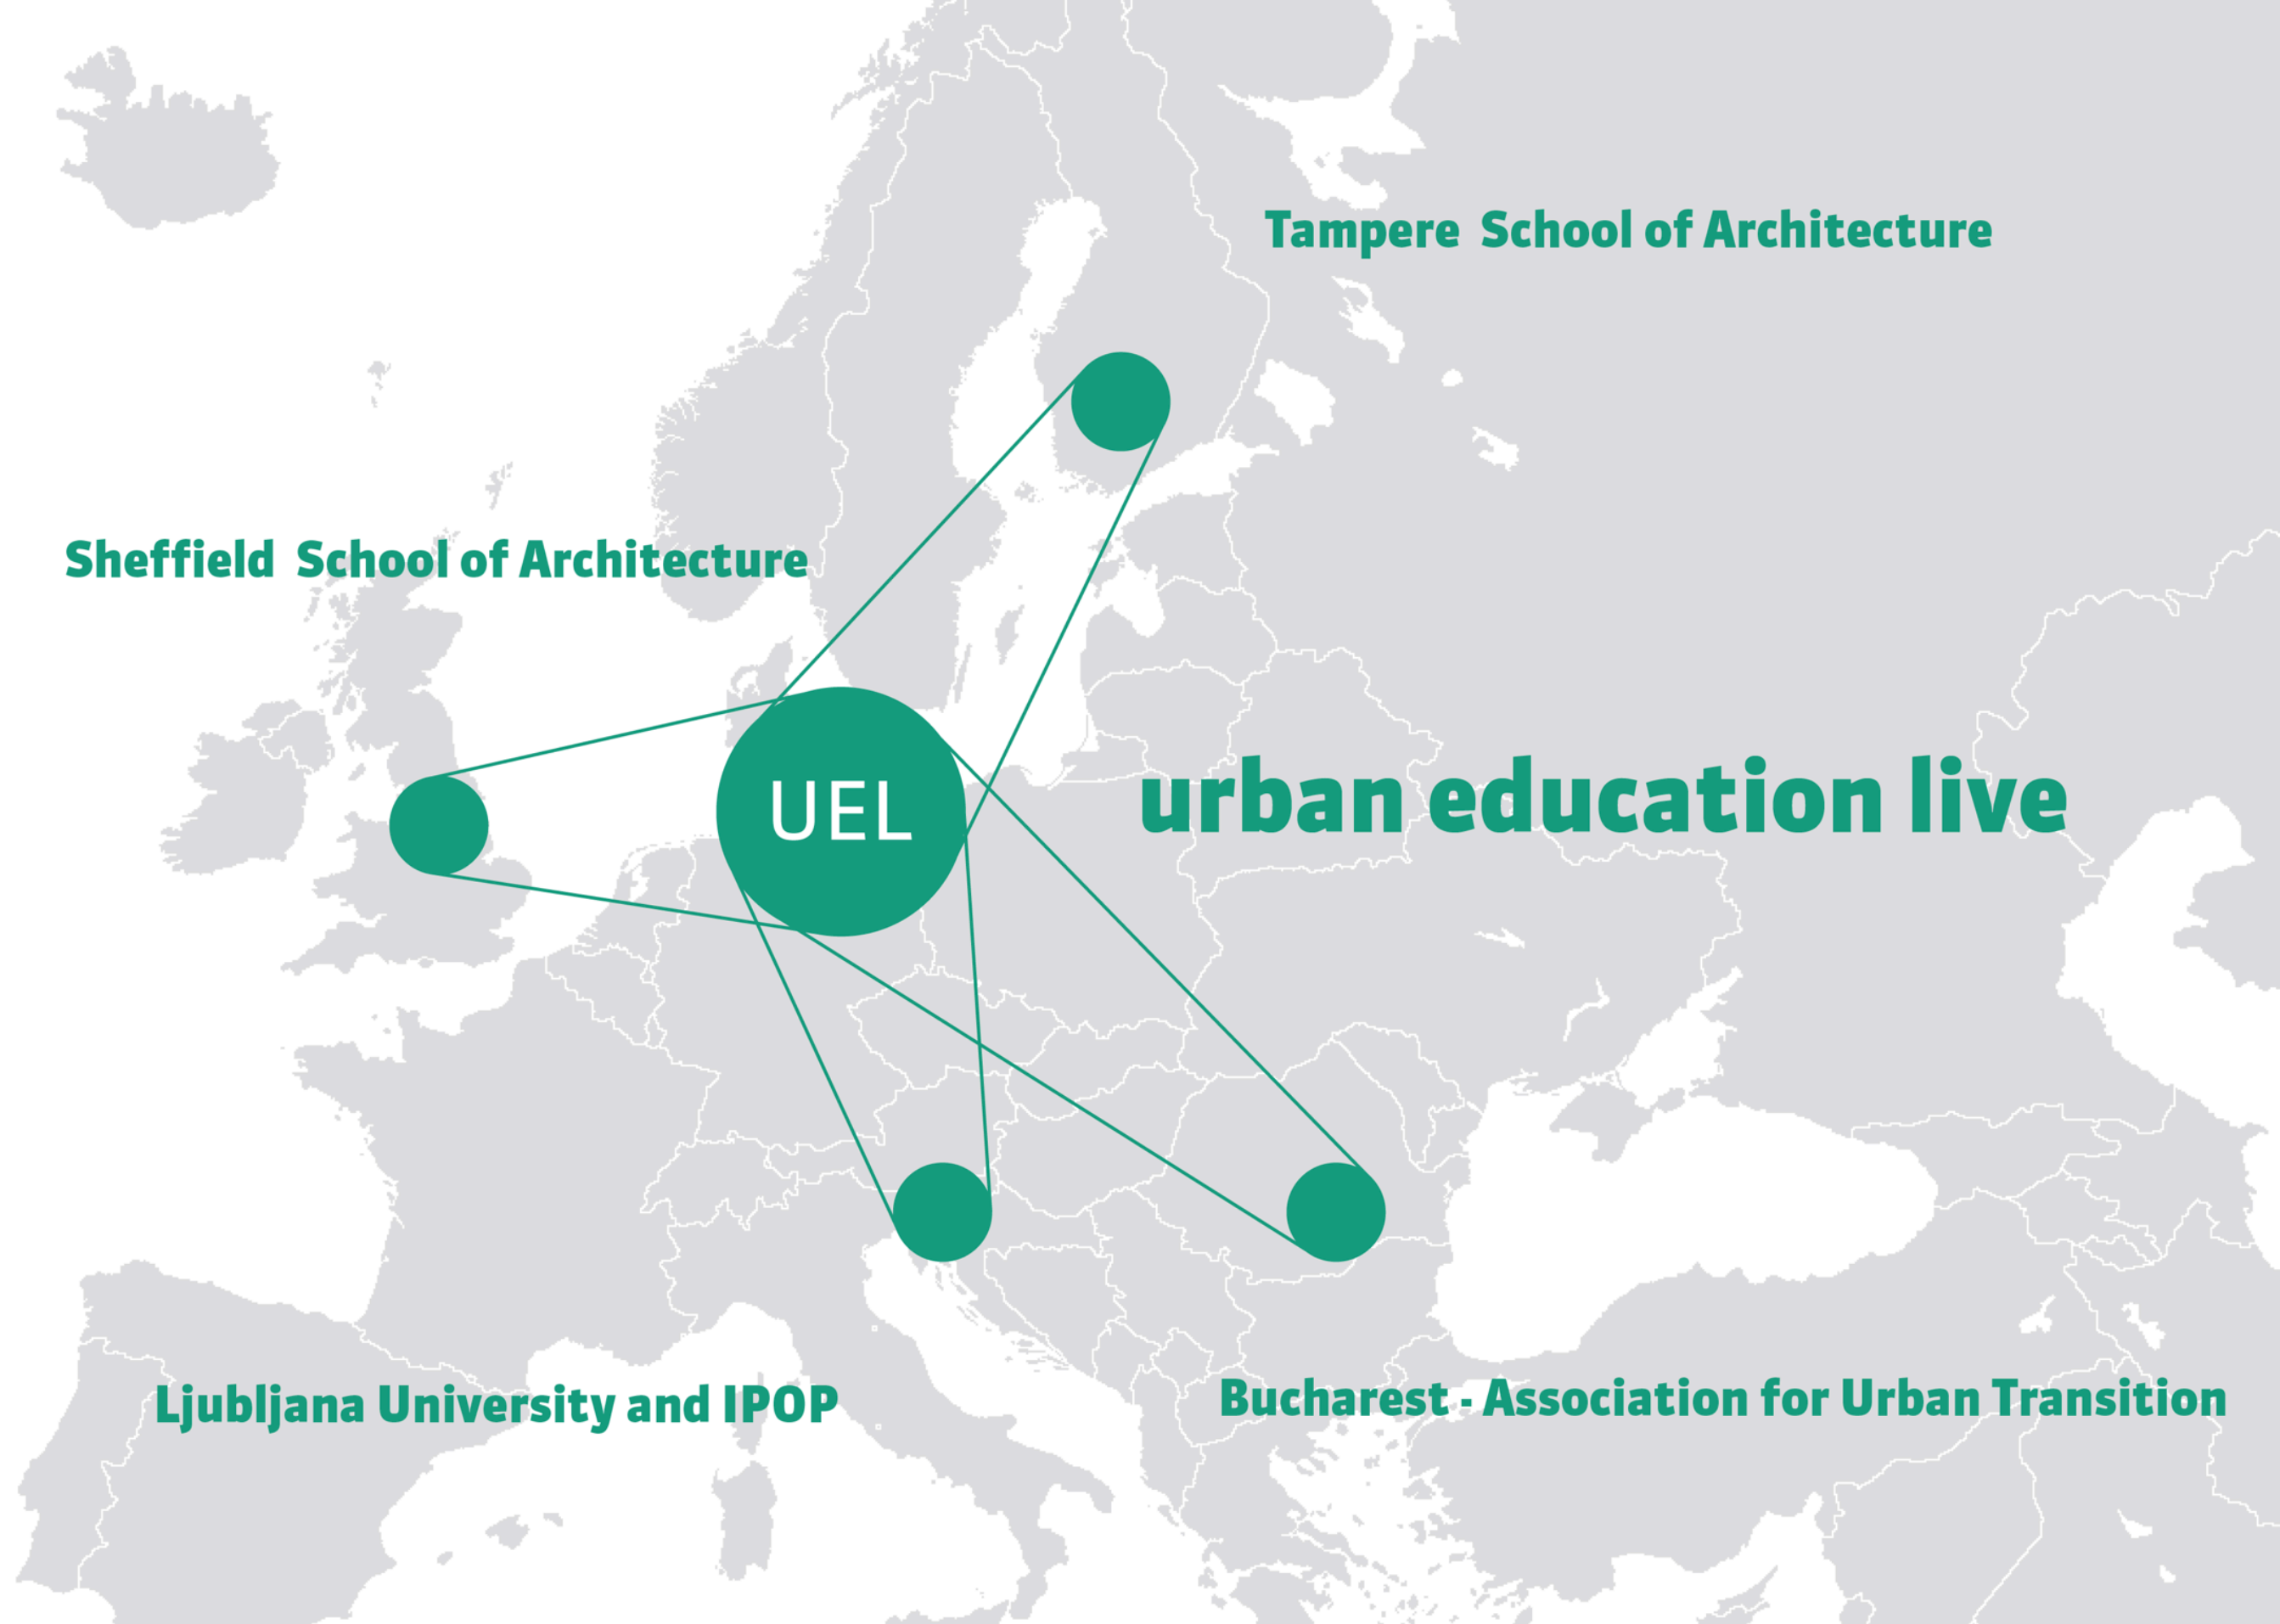 Tampere School of Architecture
Sheffield School of Architecture
UEL
urban education live
Ljubljana University and IPOP
Bucharest - Association for Urban Transition